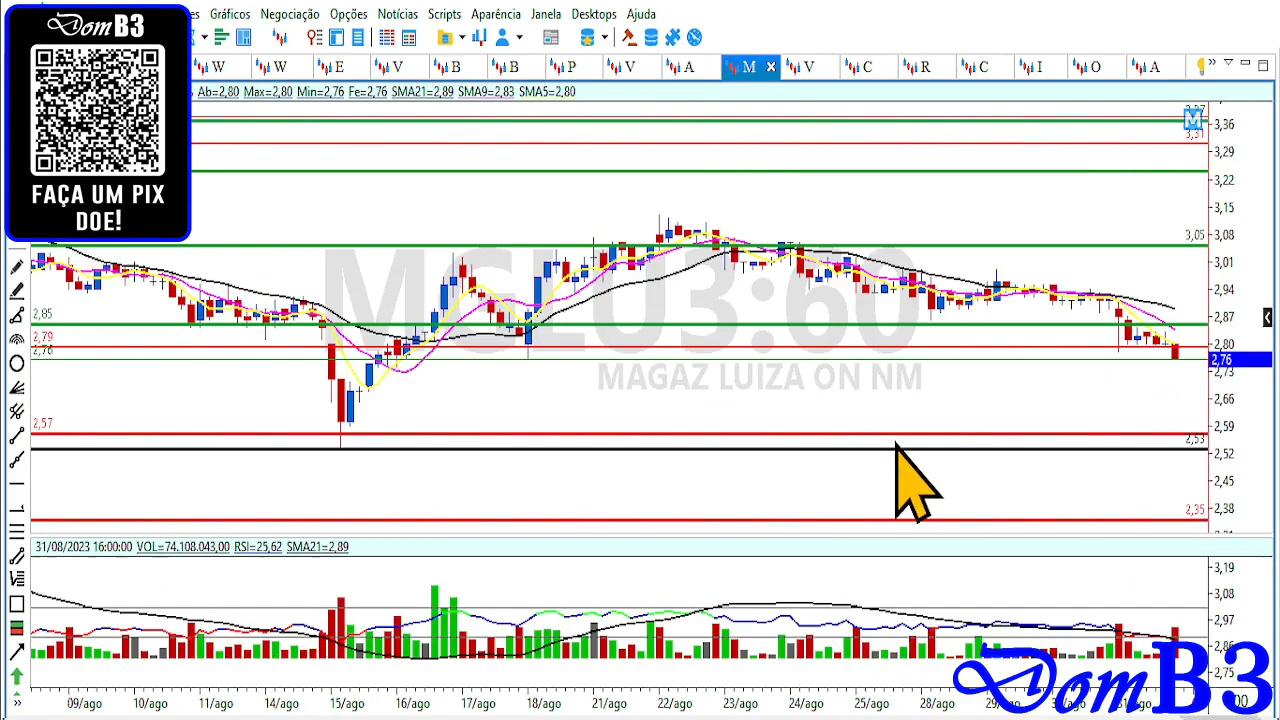 DomB3
FAÇA UM PIX
DOE!
Gráficos Negociação Opções Notícias Scripts Aparência Janela Desktops Ajuda
W W E V B B P V A M V C R C I O A
Ab=2,80 Max=2,80 Min=2,76 Fe=2,76 SMA21=2,89 SMA9=2,83 SMA5=2,80
M
3,31
3,36
3,29
3,22
3,15
3,05
3,08
3,01
2,94
2,87
2,80
2,76
2,73
2,66
2,59
2,53
2,52
2,45
2,38
2,35
2,85
2,79
2,76
2,57
MGLU3:60
MAGAZ LUIZA ON NM
31/08/2023 16:00:00 VOL=74.108.043,00 RSI=25,62 SMA21=2,89
3,19
3,08
2,97
2,86
2,75
09/ago 10/ago 11/ago 14/ago 15/ago 16/ago 17/ago 18/ago 21/ago 22/ago 23/ago 24/ago 25/ago 28/ago
DomB3